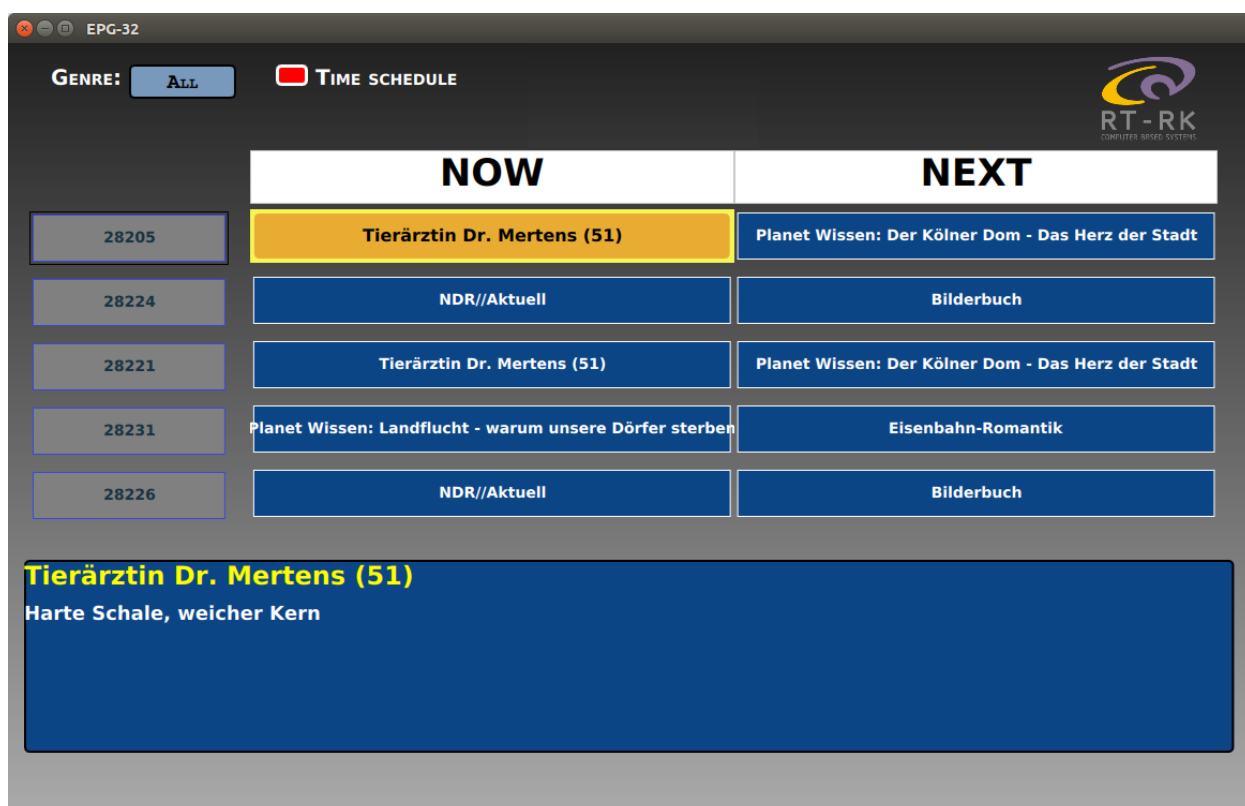 EPG-32
GENRE: ALL TIME SCHEDULE
RT-RK
COMPUTER BASED SYSTEMS
NOW NEXT
28205 Tierärztin Dr. Mertens (51) Planet Wissen: Der Kölner Dom - Das Herz der Stadt
28224 NDR//Aktuell Bilderbuch
28221 Tierärztin Dr. Mertens (51) Planet Wissen: Der Kölner Dom - Das Herz der Stadt
28231 Planet Wissen: Landflucht - warum unsere Dörfer sterben Eisenbahn-Romantik
28226 NDR//Aktuell Bilderbuch
Tierärztin Dr. Mertens (51)
Harte Schale, weicher Kern